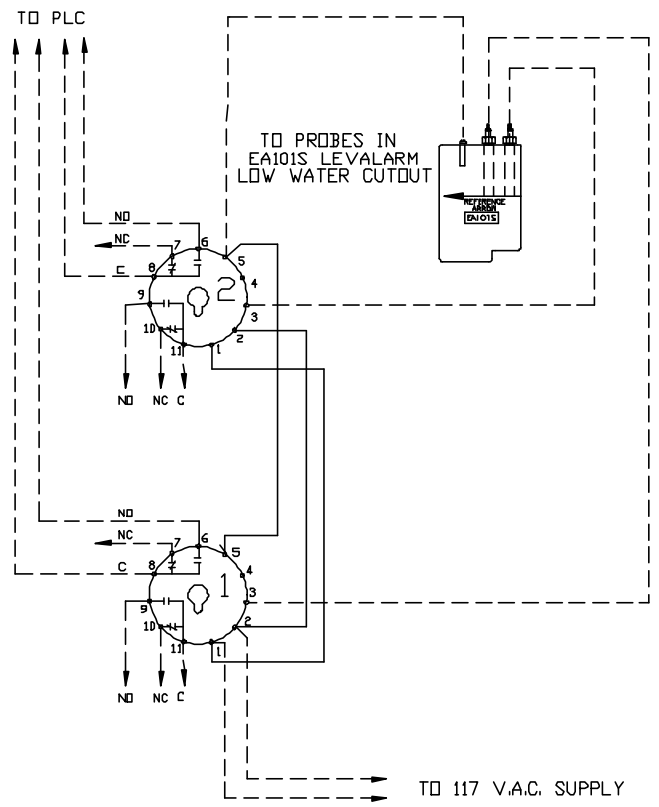 TO PLC
TO PROBES IN
EA101S LEVALARM
LOW WATER CUTOUT
REFERENCE
ARROW
EA101S
NO
NC
C
7
6
5
8
4
9
2
3
10
2
11
1
NO
NC
C
NO
NC
C
7
6
5
8
4
1
3
9
2
10
11
1
NO
NC
C
TO 117 V.A.C. SUPPLY